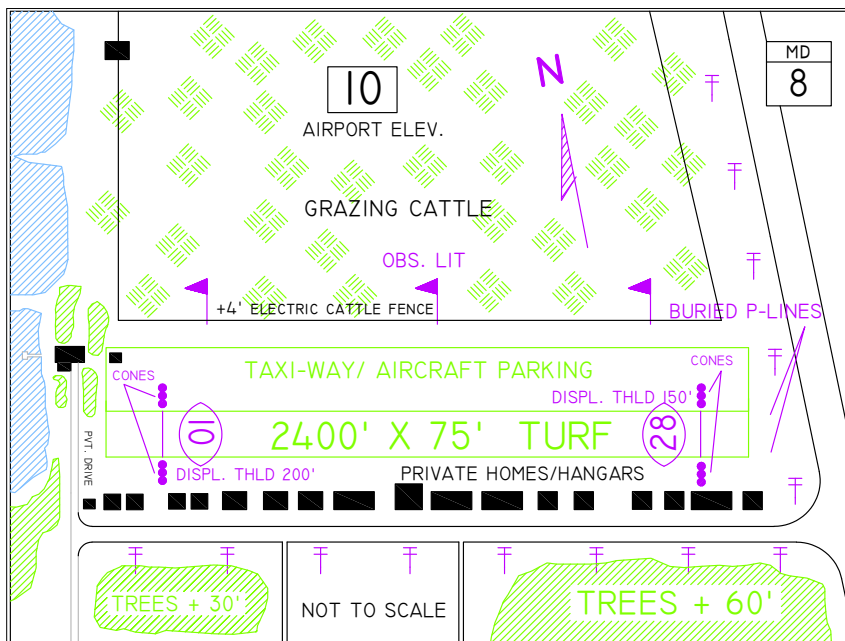 MD
8
10
AIRPORT ELEV.
N
GRAZING CATTLE
OBS. LIT
+4' ELECTRIC CATTLE FENCE
BURIED P-LINES
TAXI-WAY/ AIRCRAFT PARKING
CONES
CONES
DISPL. THLD 150'
01
2400' X 75' TURF
28
PVT. DRIVE
DISPL. THLD 200'
PRIVATE HOMES/HANGARS
TREES + 30'
NOT TO SCALE
TREES + 60'